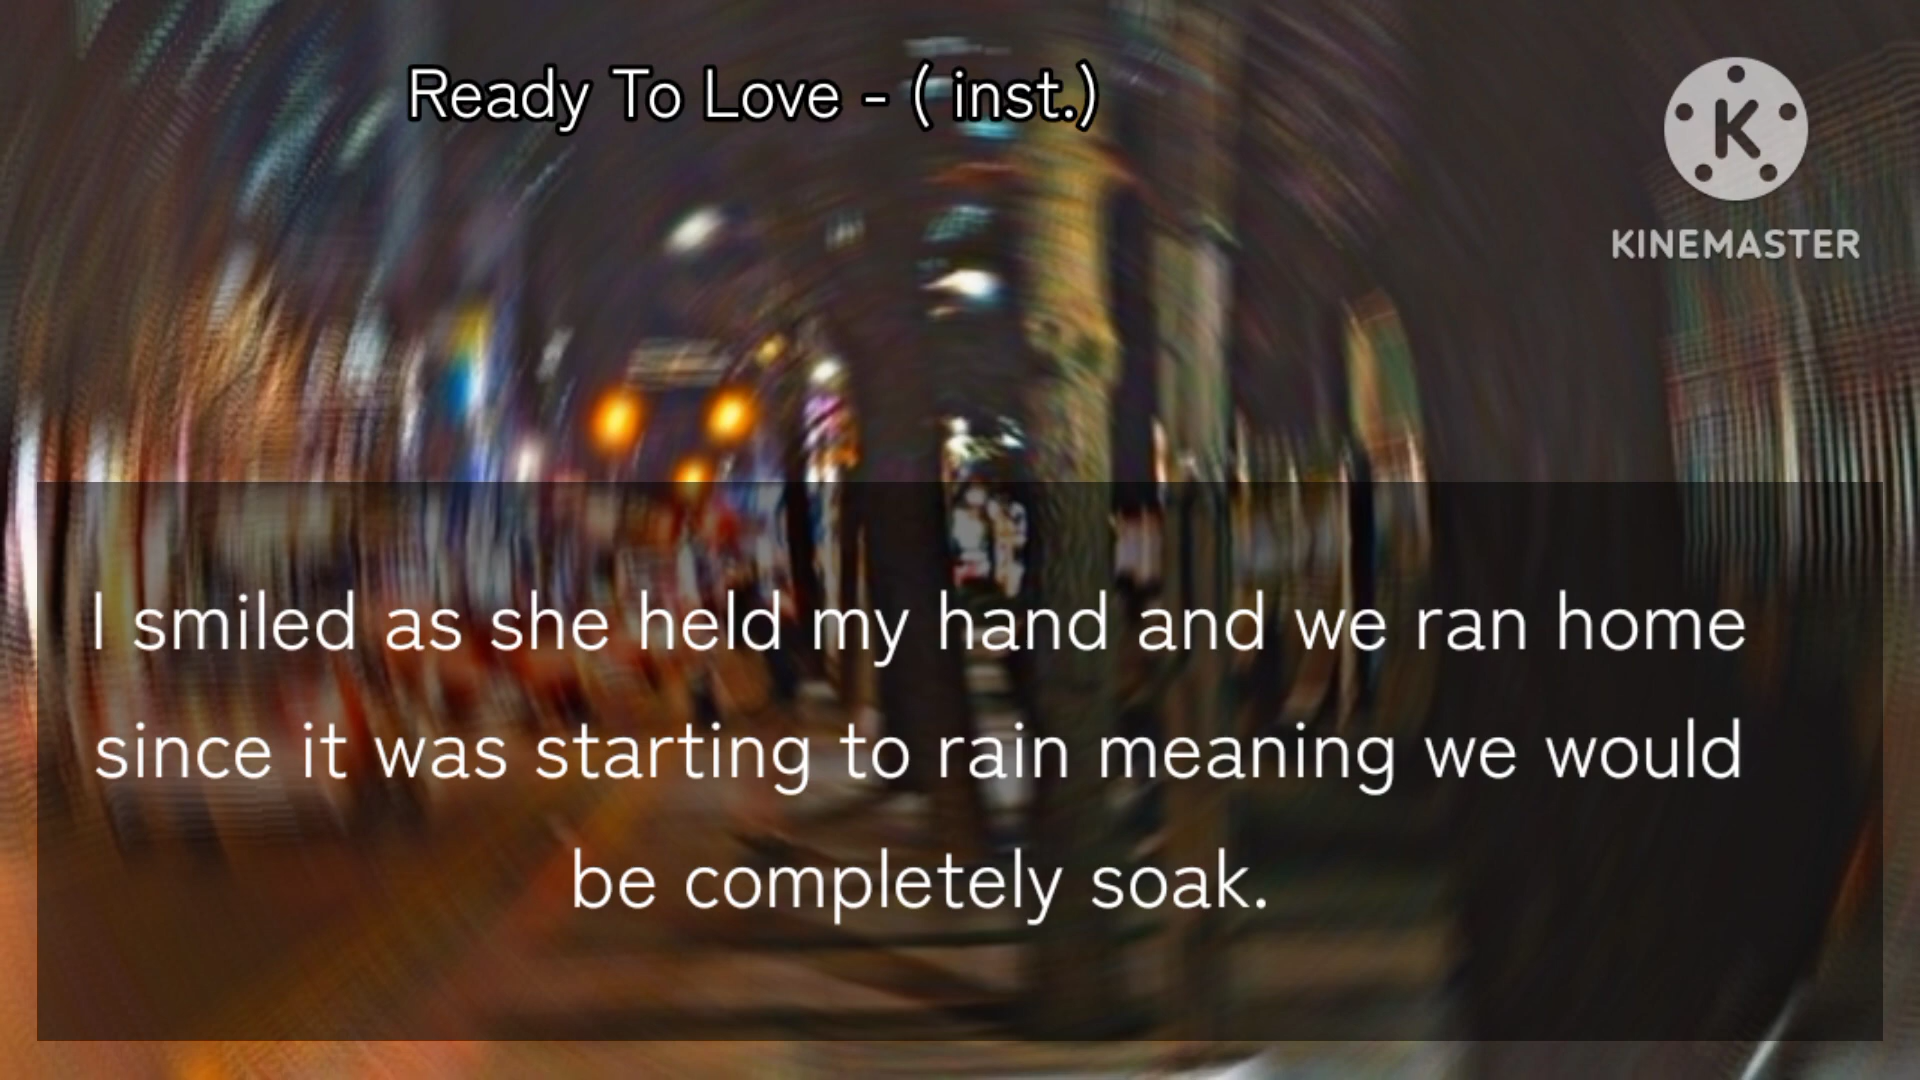 Ready To Love - ( inst.)
K
KINEMASTER
I smiled as she held my hand and we ran home
since it was starting to rain meaning we would
be completely soak.